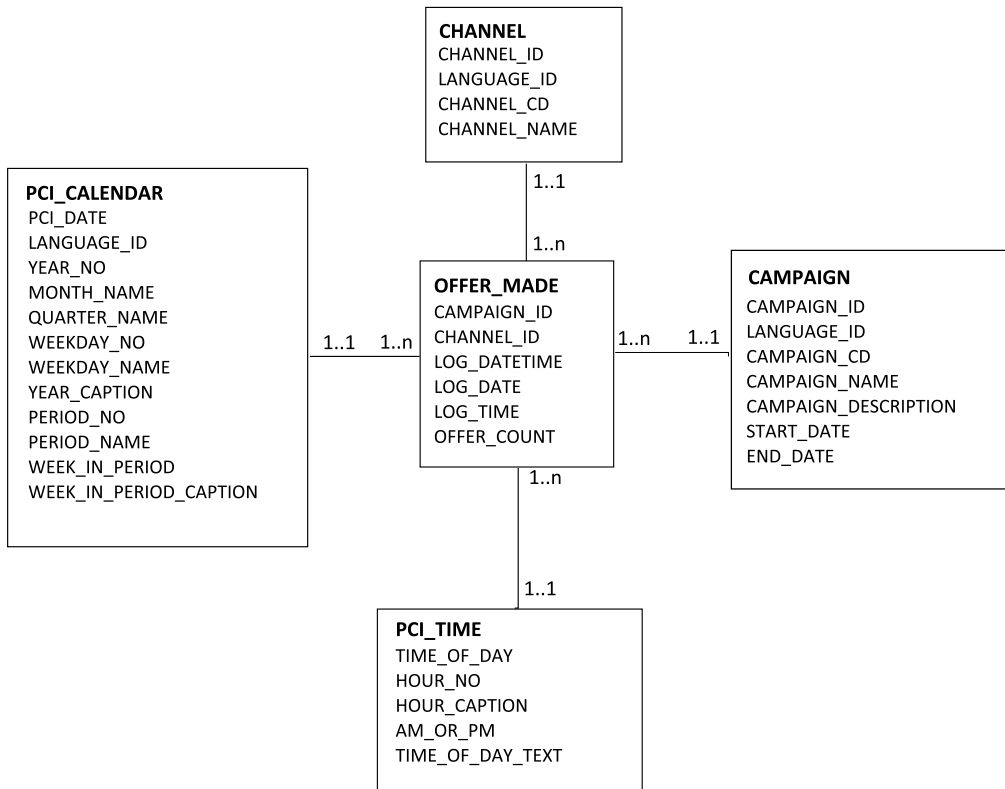 CHANNEL
CHANNEL_ID
LANGUAGE_ID
CHANNEL_CD
CHANNEL_NAME
1..1
1..n
PCI_CALENDAR
PCI_DATE
LANGUAGE_ID
YEAR_NO
MONTH_NAME
QUARTER_NAME
WEEKDAY_NO
WEEKDAY_NAME
YEAR_CAPTION
PERIOD_NO
PERIOD_NAME
WEEK_IN_PERIOD
WEEK_IN_PERIOD_CAPTION
1..1 1..n
OFFER_MADE
CAMPAIGN_ID
CHANNEL_ID
LOG_DATETIME
LOG_DATE
LOG_TIME
OFFER_COUNT
1..n 1..1
CAMPAIGN
CAMPAIGN_ID
LANGUAGE_ID
CAMPAIGN_CD
CAMPAIGN_NAME
CAMPAIGN_DESCRIPTION
START_DATE
END_DATE
1..n
1..1
PCI_TIME
TIME_OF_DAY
HOUR_NO
HOUR_CAPTION
AM_OR_PM
TIME_OF_DAY_TEXT